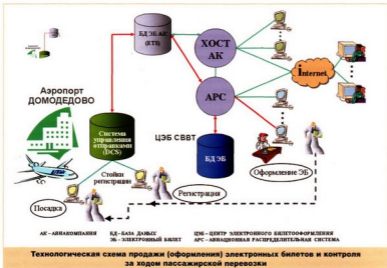 БД ЭБ АК
(ETS)
ХОСТ
АК
Internet
Аэропорт
ДОМОДЕДОВО
АРС
Система
управления
отправками
(DCS)
ЦЭБ СВВТ
БД ЭБ
Стойки
регистрации
Оформление ЭБ
Регистрация
Посадка
АК - АВИАКОМПАНИЯ
БД - БАЗА ДАННЫХ
ЦЭБ - ЦЕНТР ЭЛЕКТРОННОГО БИЛЕТООФОРМЛЕНИЯ
ЭБ - ЭЛЕКТРОННЫЙ БИЛЕТ
АРС - АВИАЦИОННАЯ РАСПРЕДЕЛИТЕЛЬНАЯ СИСТЕМА
Технологическая схема продажи (оформления) электронных билетов и контроля
за ходом пассажирской перевозки